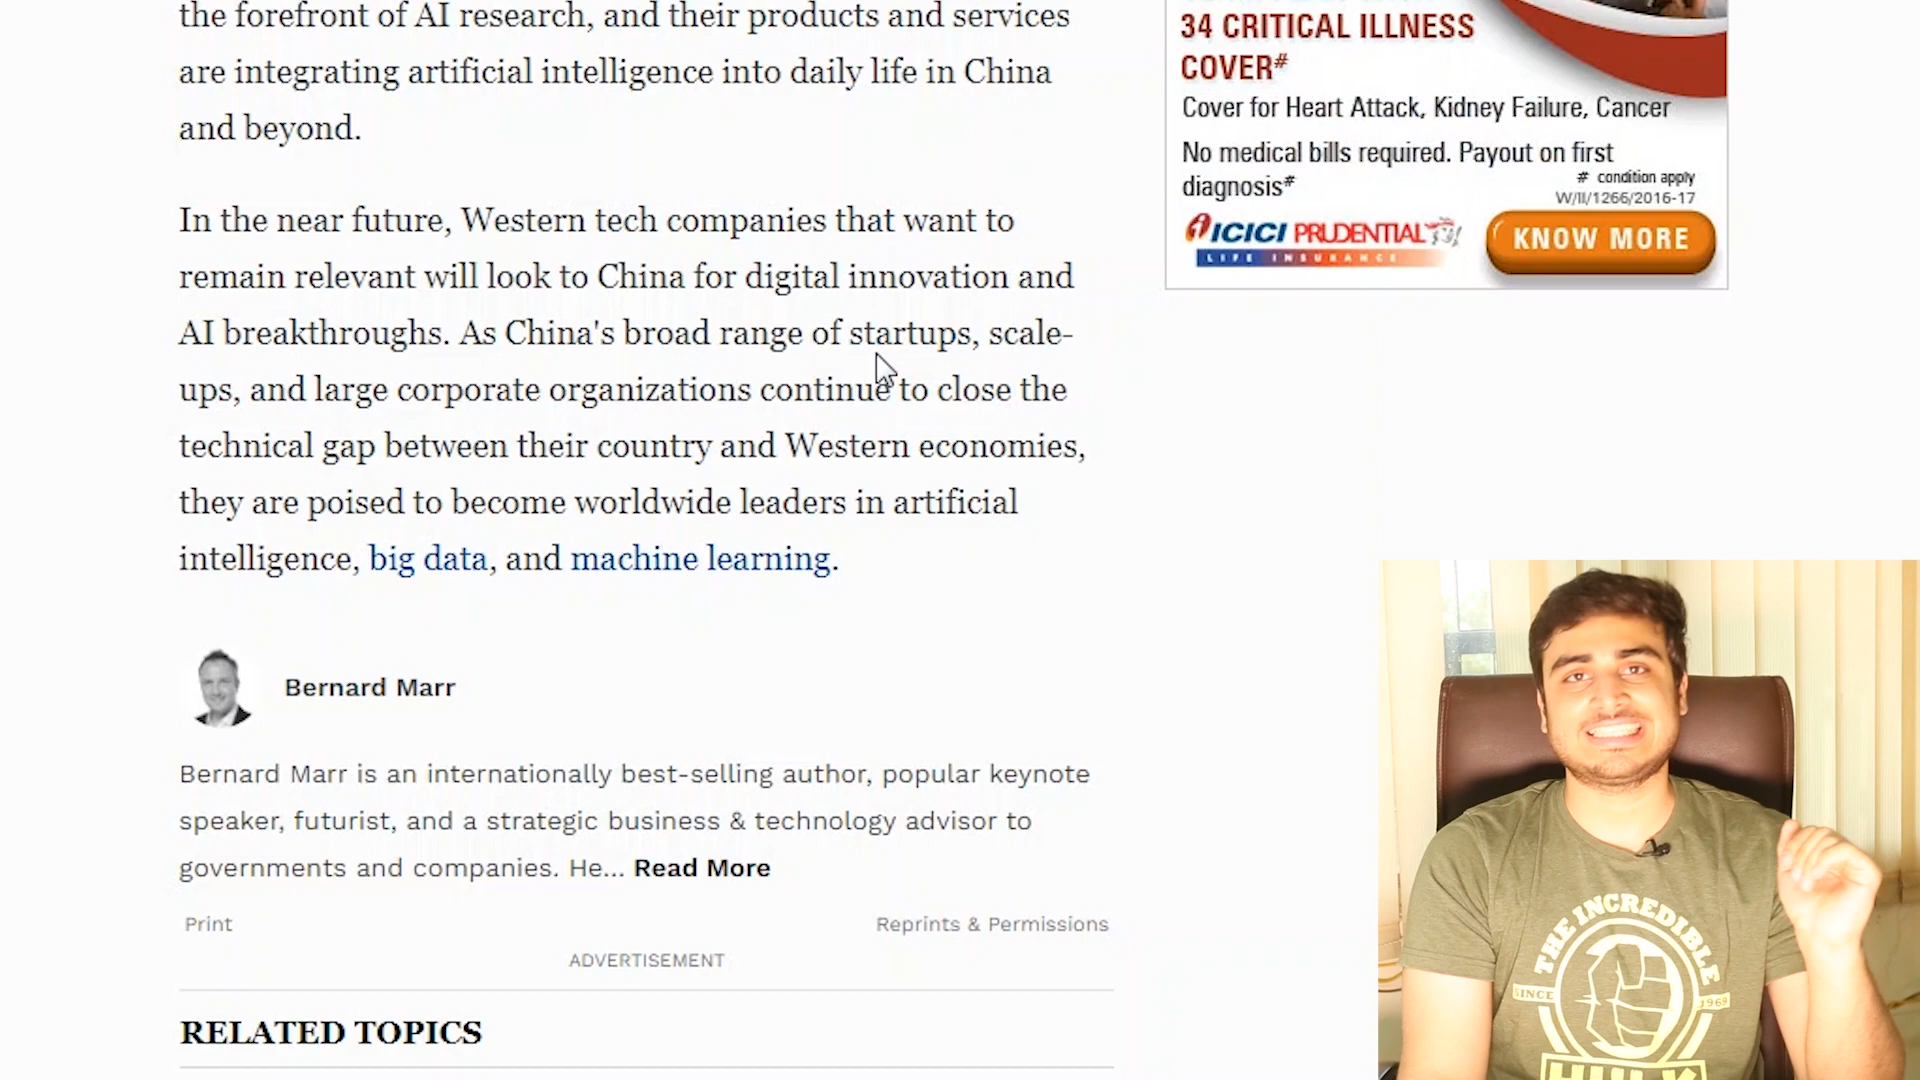 the forefront of AI research, and their products and services
are integrating artificial intelligence into daily life in China
and beyond.
In the near future, Western tech companies that want to
remain relevant will look to China for digital innovation and
AI breakthroughs. As China's broad range of startups, scale-
ups, and large corporate organizations continue to close the
technical gap between their country and Western economies,
they are poised to become worldwide leaders in artificial
intelligence, big data, and machine learning.
Bernard Marr
Bernard Marr is an internationally best-selling author, popular keynote
speaker, futurist, and a strategic business & technology advisor to
governments and companies. He... Read More
Print
Reprints & Permissions
ADVERTISEMENT
RELATED TOPICS
34 CRITICAL ILLNESS
COVER#
Cover for Heart Attack, Kidney Failure, Cancer
No medical bills required. Payout on first
diagnosis#
# condition apply
W/II/1266/2016-17
ICICI PRUDENTIAL
LIFE INSURANCE
KNOW MORE
THE INCREDIBLE
SINCE 1969
HULK